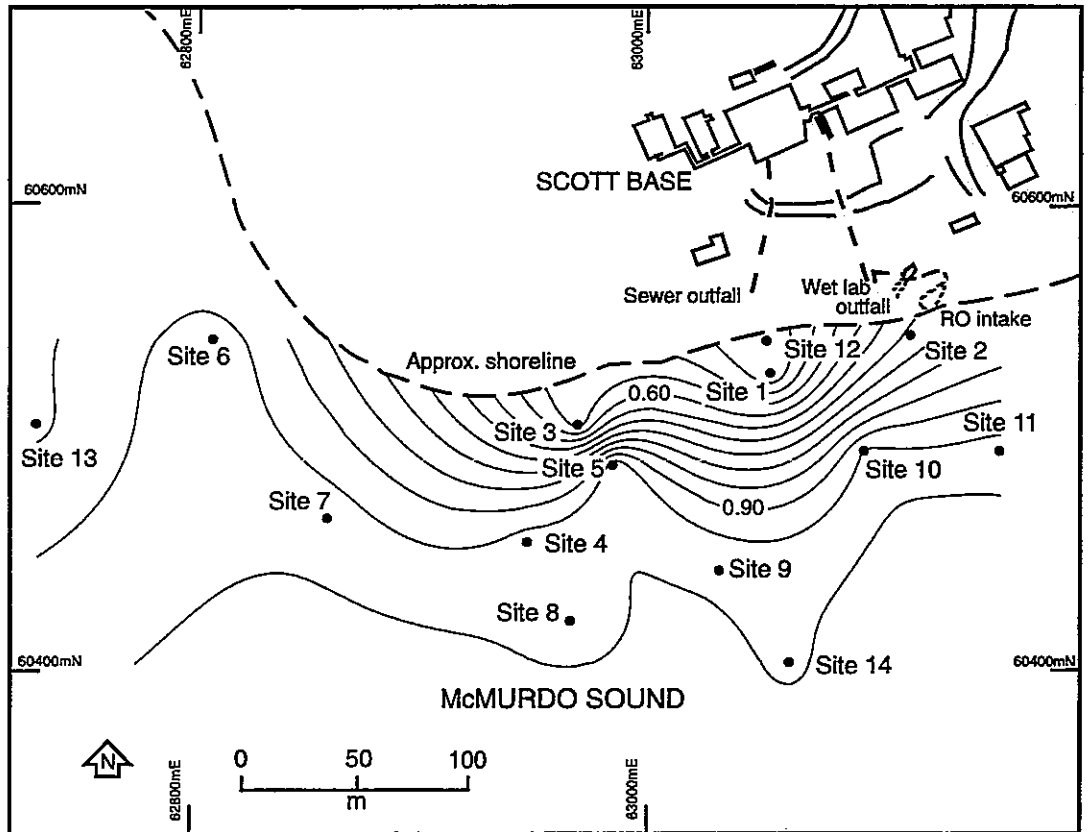 62800mE
63000mE
SCOTT BASE
60600mN
60600mN
Sewer outfall
Wet lab
outfall
RO intake
Site 6
Approx. shoreline
Site 12
Site 2
Site 1
0.60
Site 13
Site 3
Site 11
Site 5
Site 10
Site 7
0.90
Site 4
Site 9
Site 8
60400mN
60400mN
Site 14
McMURDO SOUND
N
0 50 100
m
62800mE
63000mE